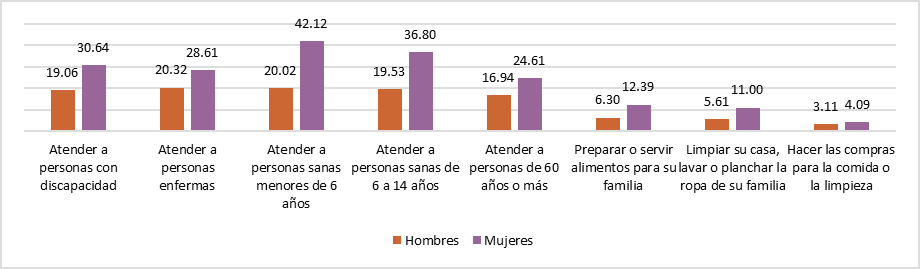 19.06 30.64
20.32 28.61
20.02 42.12
19.53 36.80
16.94 24.61
6.30 12.39
5.61 11.00
3.11 4.09
Atender a
personas con
discapacidad
Atender a
personas
enfermas
Atender a
personas sanas
menores de 6
años
Atender a
personas sanas de
6 a 14 años
Atender a
personas de 60
años o más
Preparar o servir
alimentos para su
familia
Limpiar su casa,
lavar o planchar la
ropa de su familia
Hacer las compras
para la comida o
la limpieza
Hombres
Mujeres